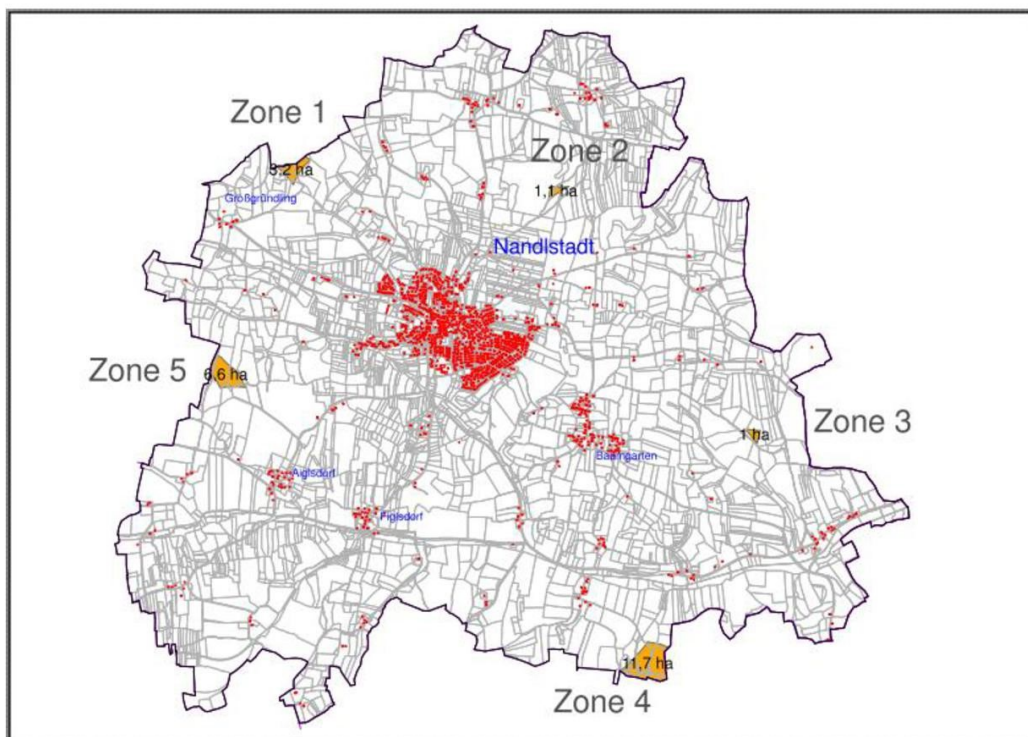 Zone 1
Zone 2
3,2 ha
1,1 ha
Großgründling
Nandlstadt
Zone 5
6,6 ha
Zone 3
1 ha
Baumgarten
Aiglsdorf
Figlsdorf
11,7 ha
Zone 4